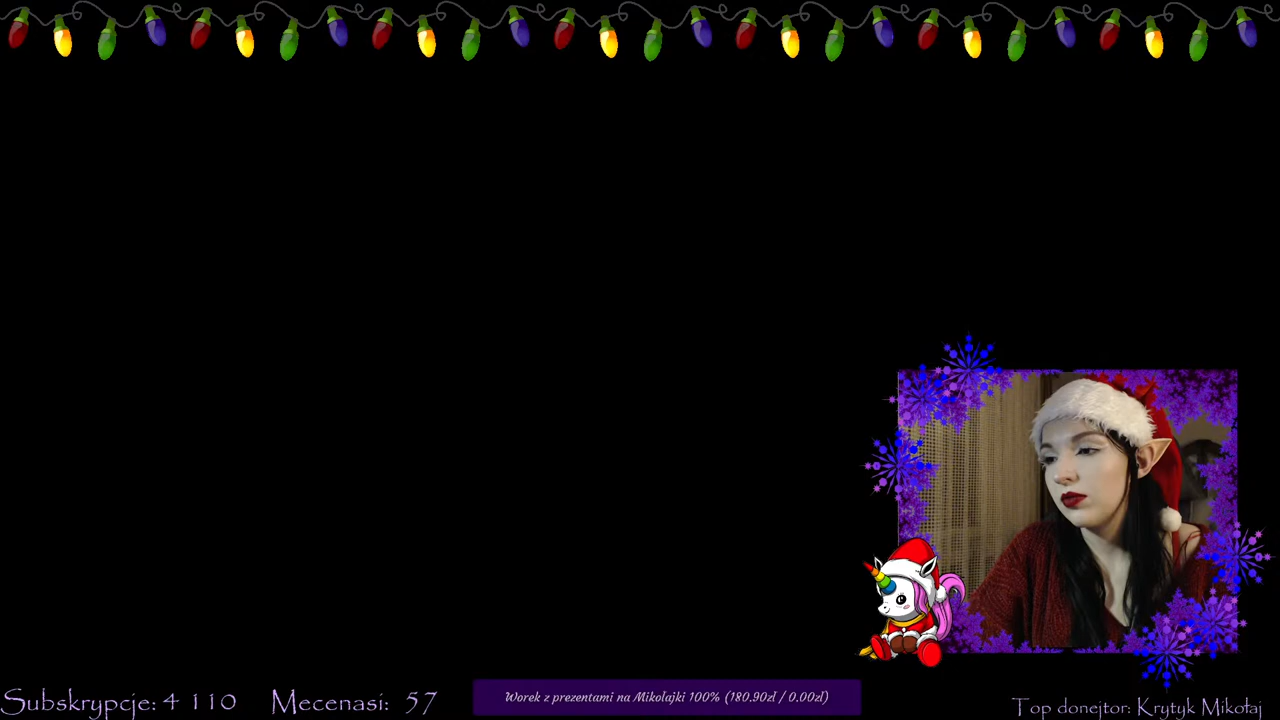 Subskrypcje: 4 110 Mecenasi: 57
Worek z prezentami na Mikołajki 100% (180.90zł / 0.00zł)
Top donejtor: Krytyk Mikołaj